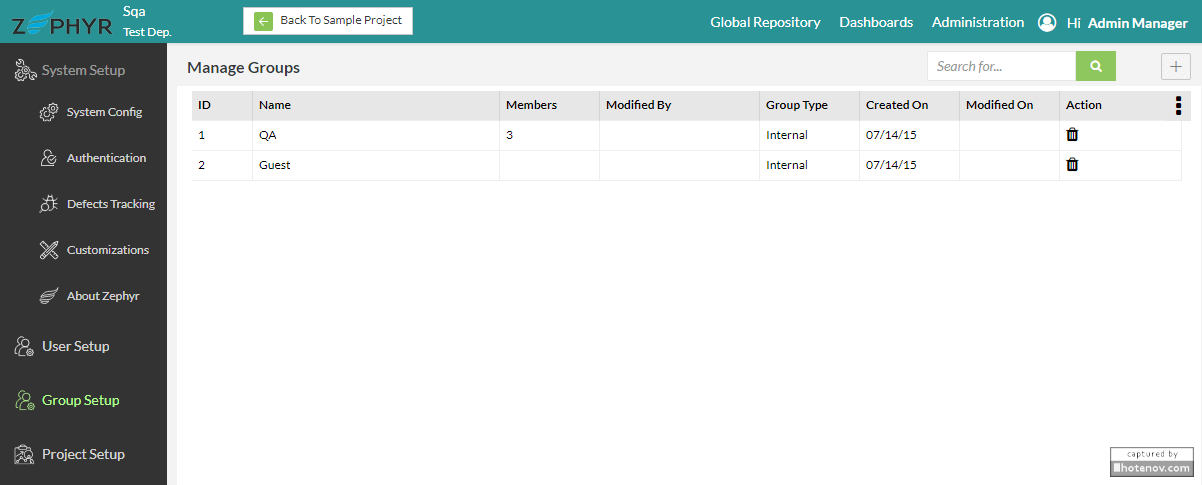 ZEPHYR
Sqa
Test Dep.
Back To Sample Project
Global Repository Dashboards Administration Hi Admin Manager
System Setup
System Config
Authentication
Defects Tracking
Customizations
About Zephyr
User Setup
Group Setup
Project Setup
Manage Groups
Search for...
ID Name Members Modified By Group Type Created On Modified On Action
1 QA 3 Internal 07/14/15
2 Guest Internal 07/14/15
captured by
hotenov.com